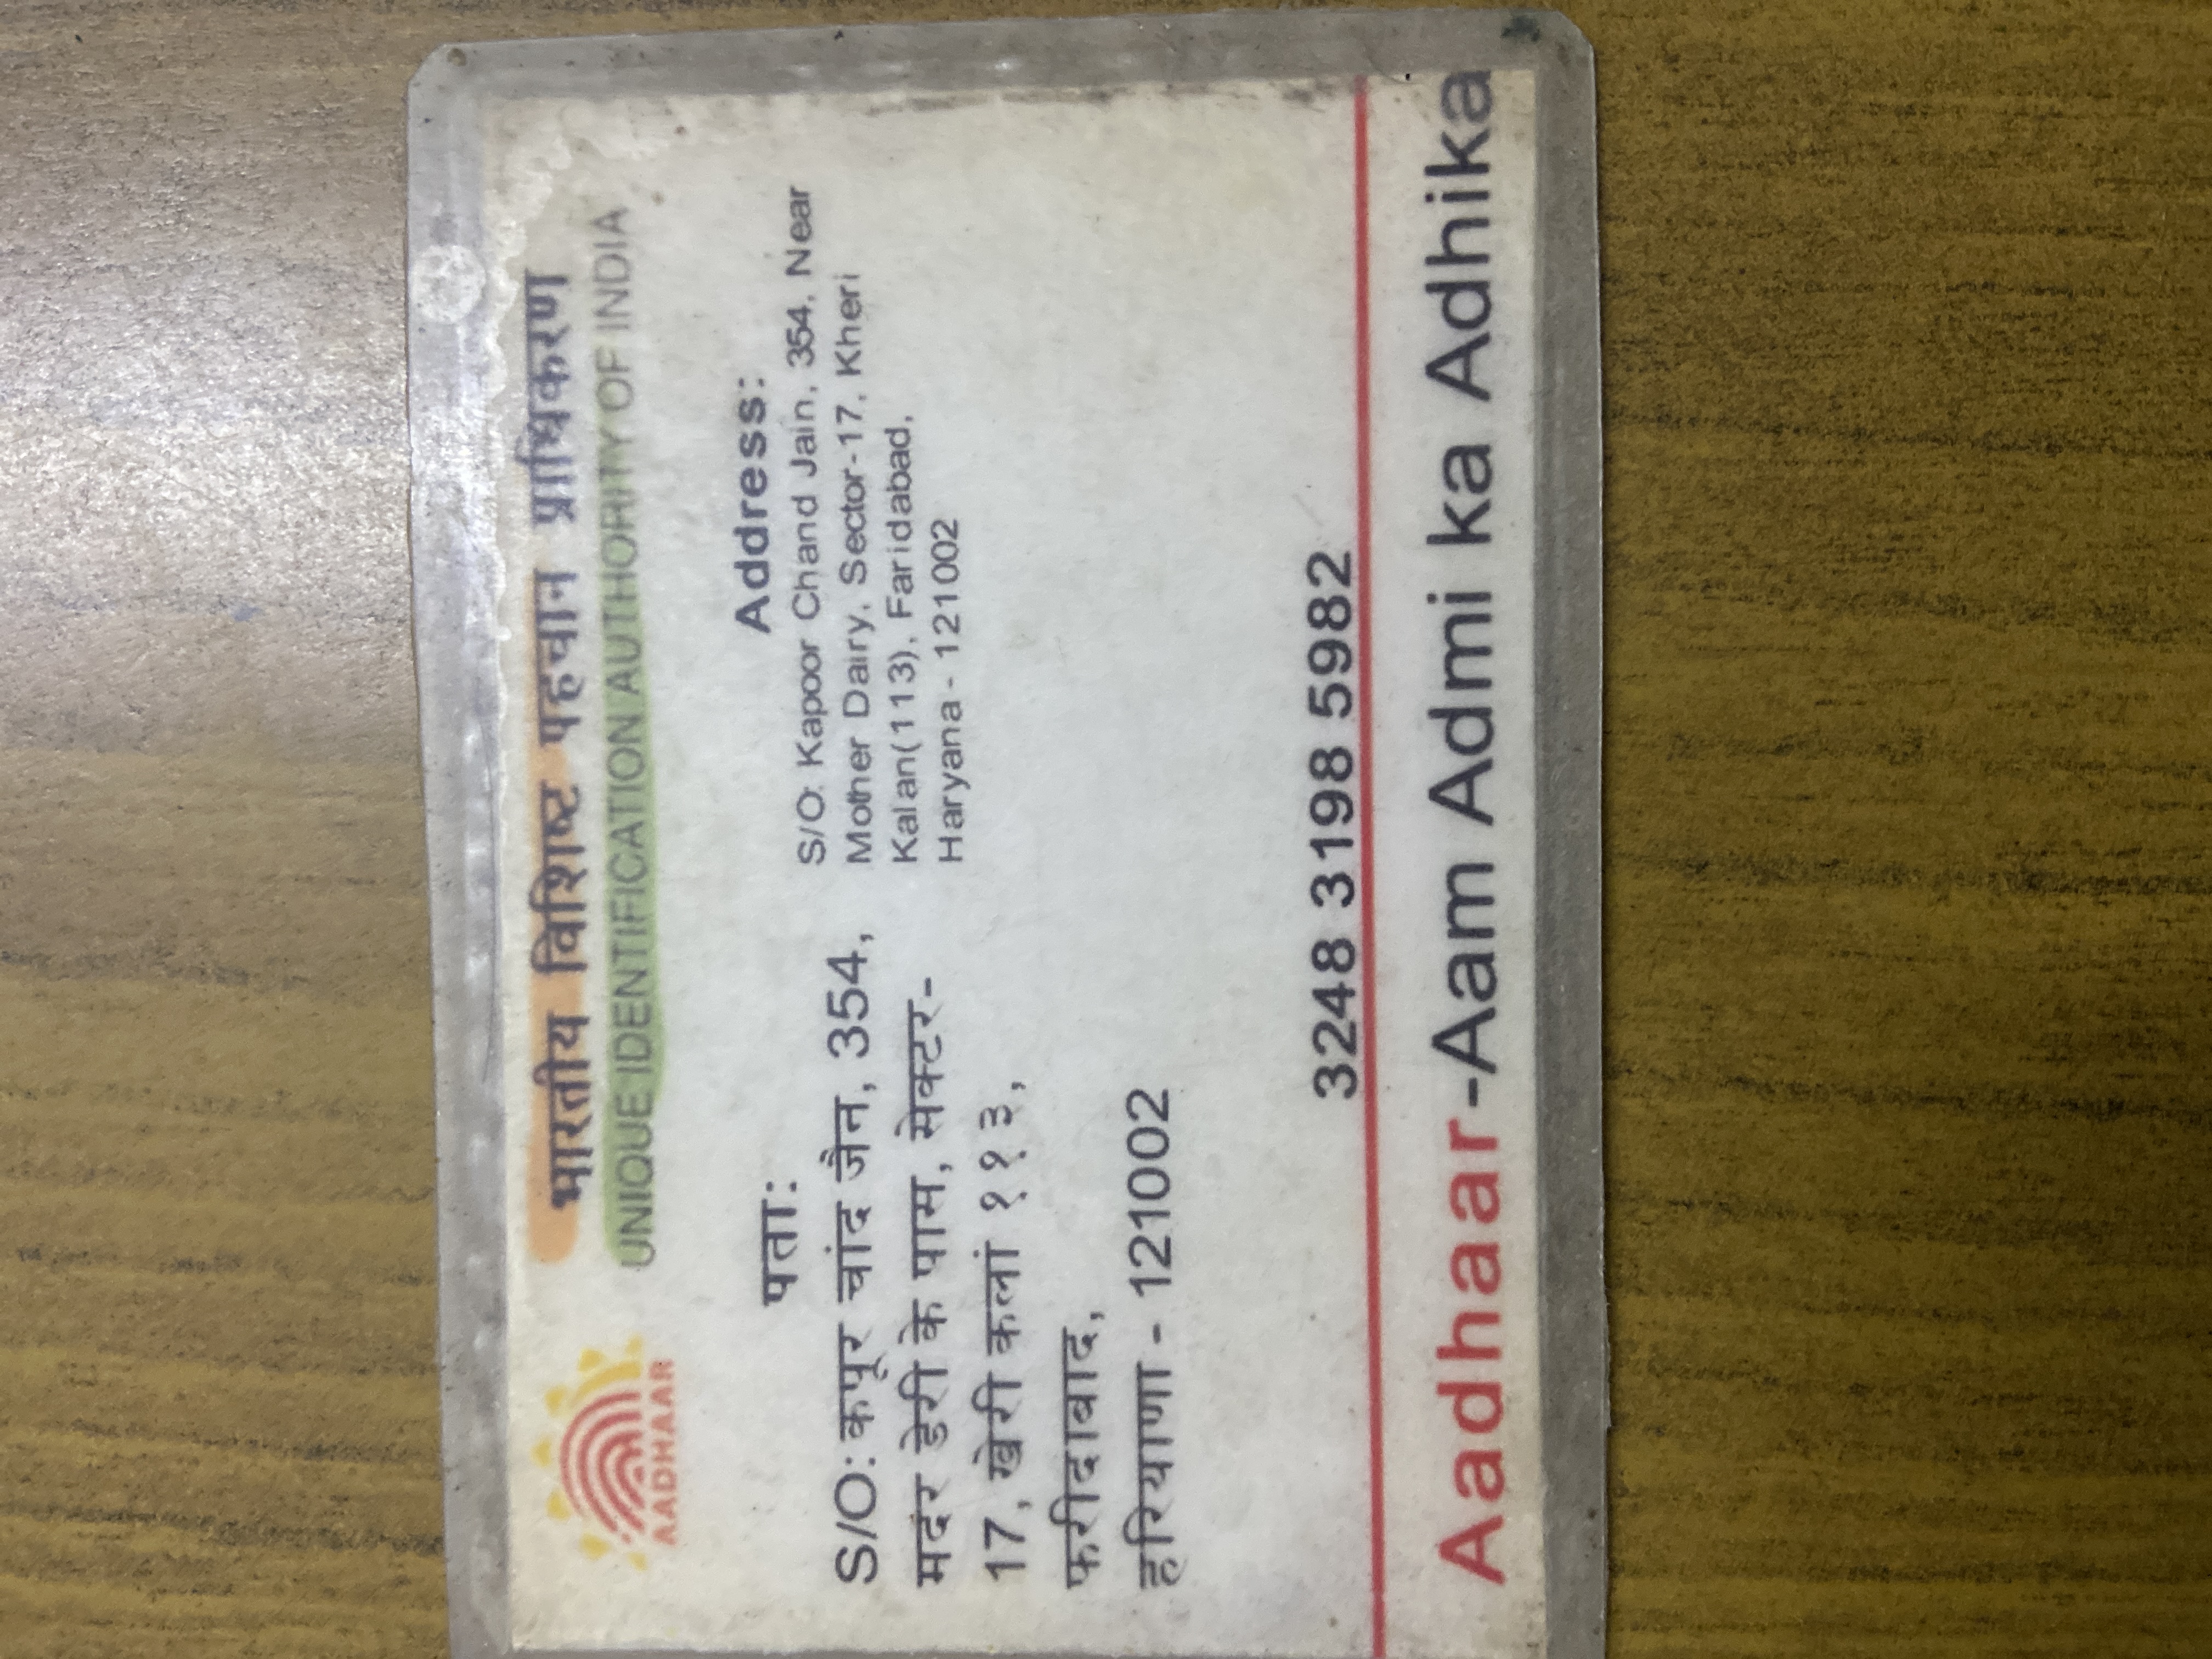 भारतीय विशिष्ट पहचान प्राधिकरण
UNIQUE IDENTIFICATION AUTHORITY OF INDIA
AADHAAR
पता:
S/O: कपूर चांद जैन, 354,
मदर डेरी के पास, सेक्टर-
17, खेरी कलां ११३,
फरीदाबाद,
हरियाणा - 121002
Address:
S/O: Kapoor Chand Jain, 354, Near
Mother Dairy, Sector-17, Kheri
Kalan(113), Faridabad,
Haryana - 121002
3248 3198 5982
Aadhaar-Aam Admi ka Adhika